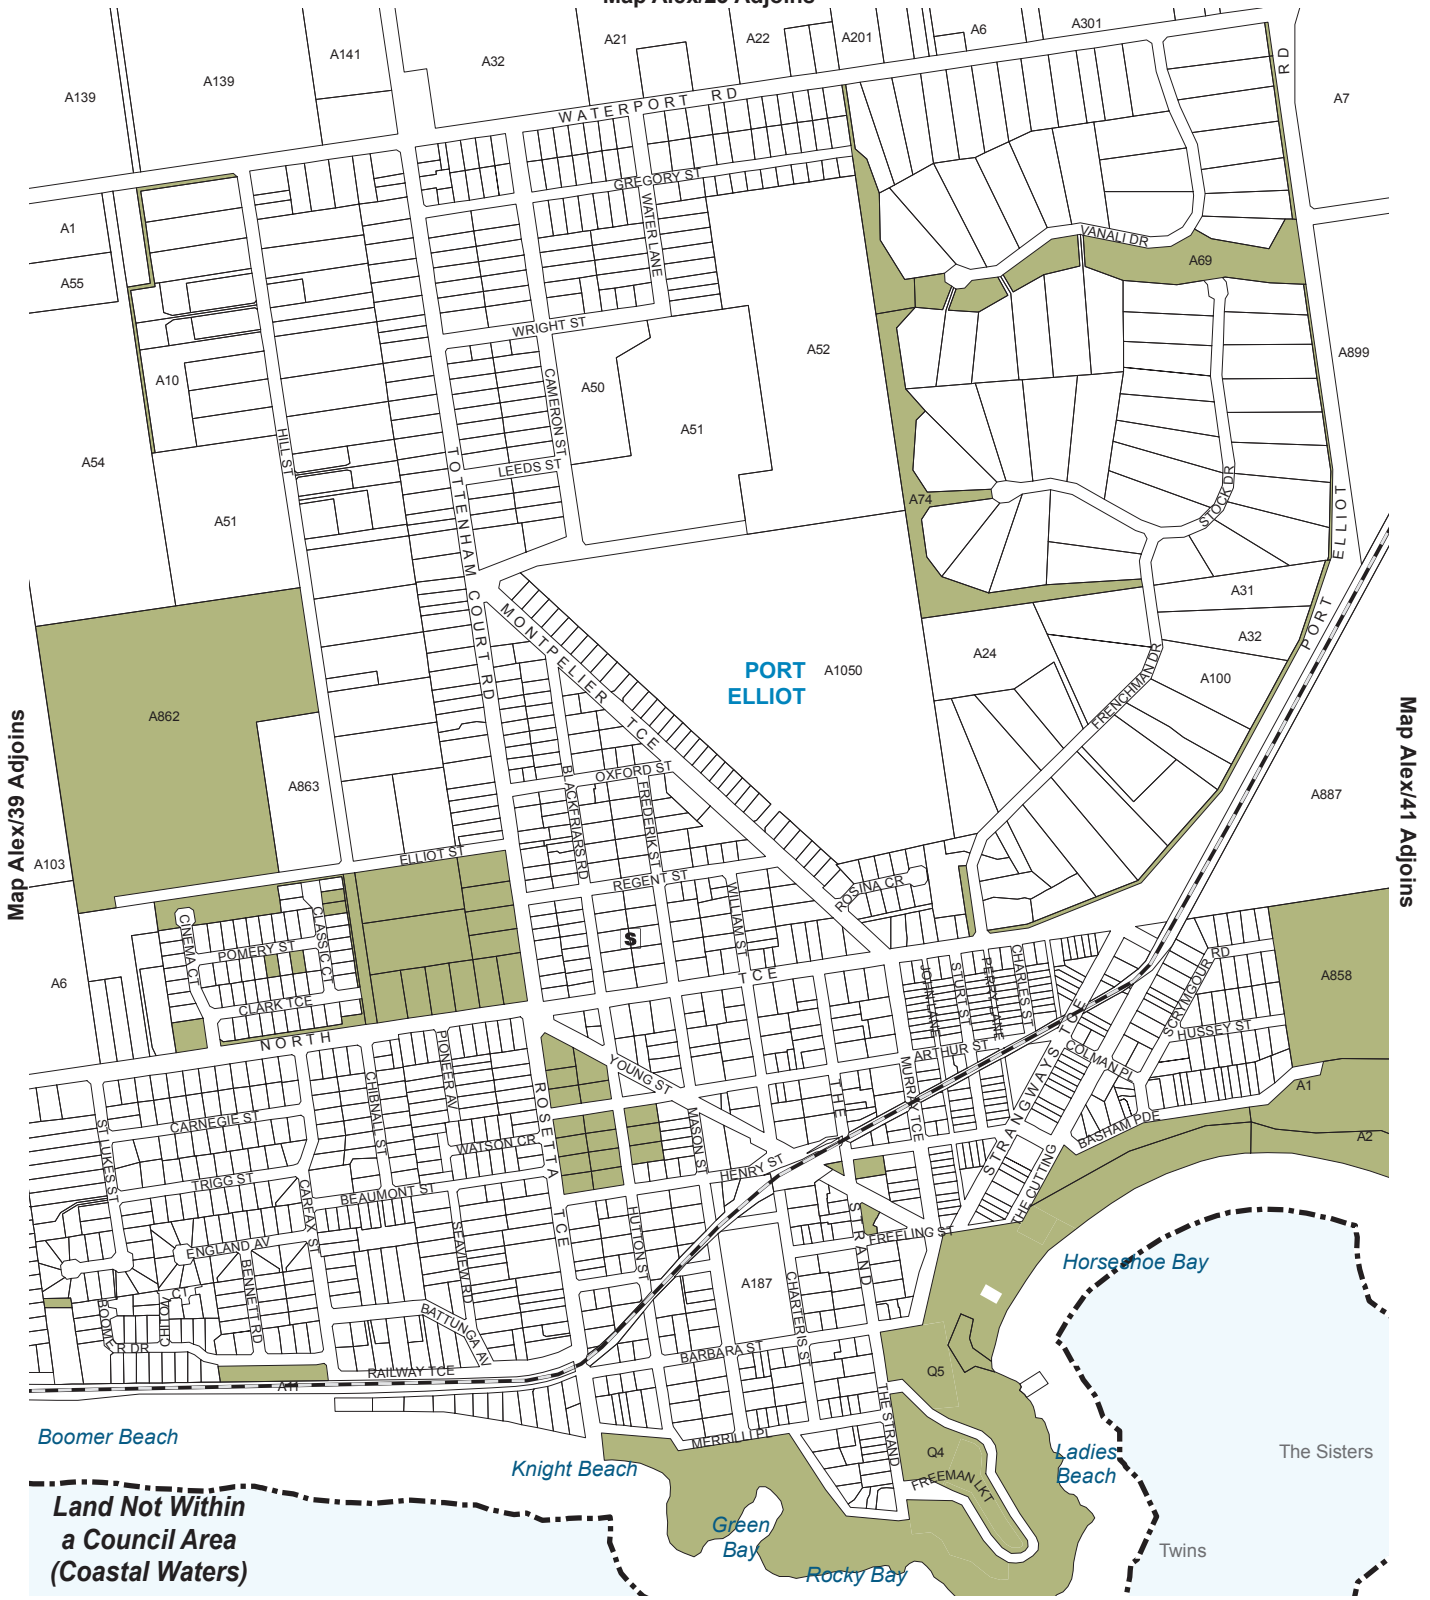 Map Alex/39 Adjoins
Map Alex/41 Adjoins
A139
A139
A141
A32
A21
A22
A201
A6
A301
RD
A7
WATERPORT RD
GREGORY ST
WATER LANE
VANALI DR
A69
A1
A55
WRIGHT ST
A52
A899
A10
CAMERON ST
A50
A51
A54
HILL ST
LEEDS ST
A74
STOCK DR
A51
TOTTENHAM COURT RD
PORT ELLIOT
A31
MONTPELIER TCE
A32
A24
PORT
ELLIOT
A1050
A100
FRENCHMAN DR
A862
A863
OXFORD ST
BLACKFRIARS RD
FREDERIK ST
A887
A103
ELLIOT ST
REGENT ST
WILLIAM ST
ROSINA CR
CINEMA CT
CLASSIC CT
POMERY ST
S
CLARK TCE
A6
NORTH
TCE
JOHN LANE
STURT ST
PERRY LANE
CHARLES ST
SCRYMGOUR RD
A858
HUSSEY ST
ARTHUR ST
COLMAN PL
STRANGWAYS TCE
PIONEER AV
CHIBNALL ST
YOUNG ST
ROSETTA TCE
MURRAY TCE
THE STRAND
MASON ST
A1
A2
BASHAM PDE
THE CUTTING
ST LUKES ST
CARNEGIE ST
WATSON CR
HENRY ST
TRIGG ST
BEAUMONT ST
CARFAX ST
SEAVIEW RD
HUTTON ST
FREELING ST
ENGLAND AV
BENNETT RD
A187
CHARTERIS ST
Horseshoe Bay
BOOMER DR
CHITON CT
BATTUNGA AV
RAILWAY TCE
BARBARA ST
A11
Q5
THE STRAND
MERRILLI PL
Q4
FREEMAN LKT
Boomer Beach
Knight Beach
Ladies
Beach
The Sisters
Land Not Within
a Council Area
(Coastal Waters)
Green
Bay
Rocky Bay
Twins